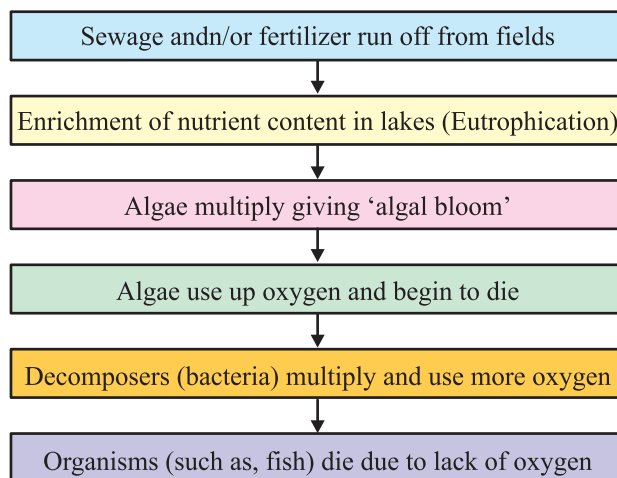 Sewage andn/or fertilizer run off from fields
Enrichment of nutrient content in lakes (Eutrophication)
Algae multiply giving ‘algal bloom’
Algae use up oxygen and begin to die
Decomposers (bacteria) multiply and use more oxygen
Organisms (such as, fish) die due to lack of oxygen